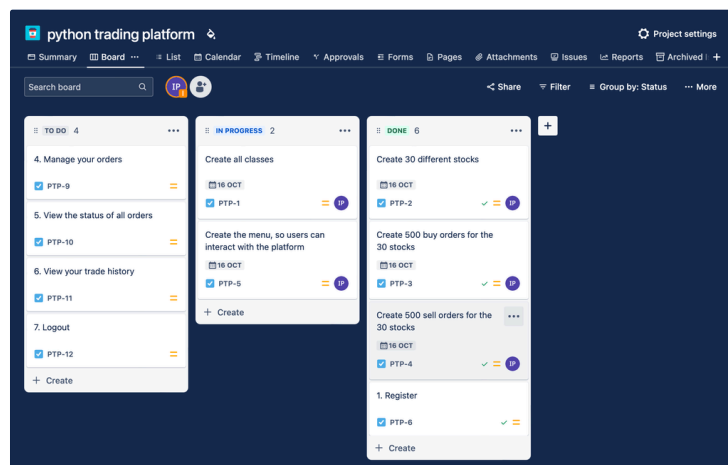 python trading platform
Project settings
Summary Board List Calendar Timeline Approvals Forms Pages Attachments Issues Reports Archived
Search board
IP
Share Filter Group by: Status More
TO DO 4
4. Manage your orders
PTP-9
5. View the status of all orders
PTP-10
6. View your trade history
PTP-11
7. Logout
PTP-12
+ Create
IN PROGRESS 2
Create all classes
16 OCT
PTP-1 IP
Create the menu, so users can
interact with the platform
16 OCT
PTP-5 IP
+ Create
DONE 6
Create 30 different stocks
16 OCT
PTP-2 IP
Create 500 buy orders for the
30 stocks
16 OCT
PTP-3 IP
Create 500 sell orders for the
30 stocks
16 OCT
PTP-4 IP
1. Register
PTP-6
+ Create